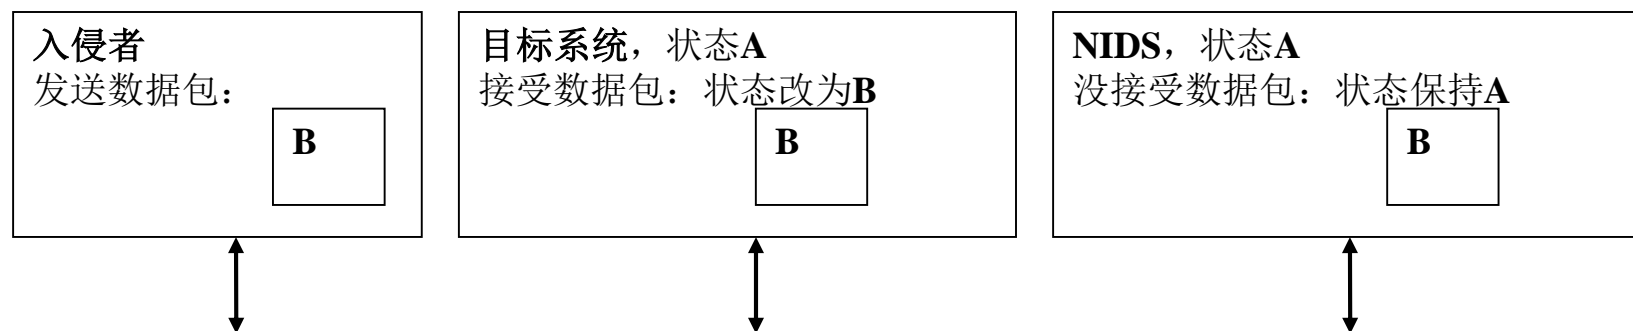 入侵者
发送数据包：
B
目标系统，状态A
接受数据包：状态改为B
B
NIDS，状态A
没接受数据包：状态保持A
B